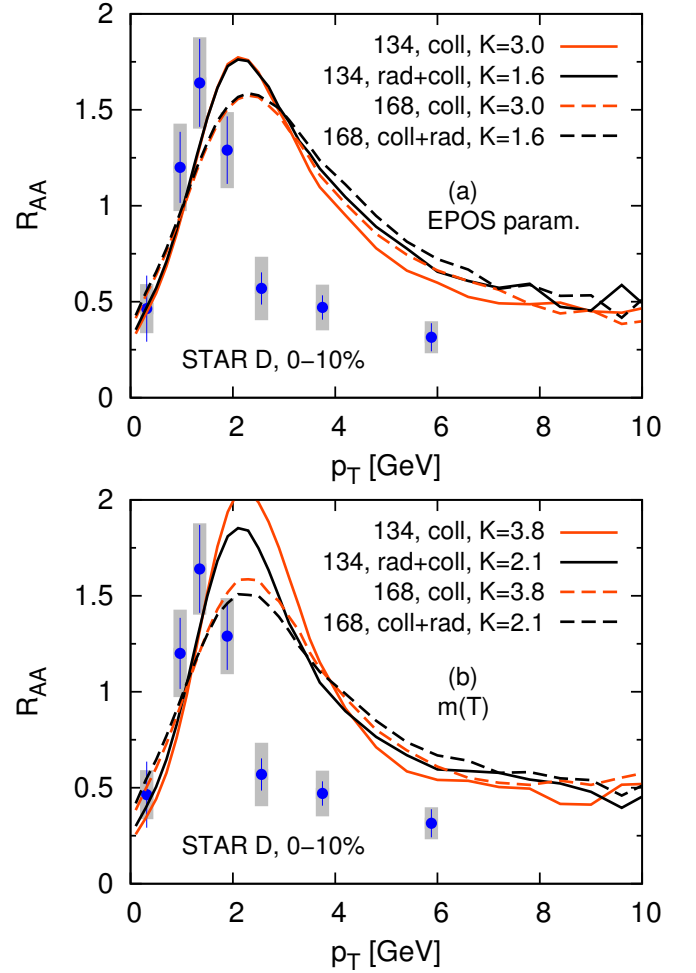 2
134, coll, K=3.0
134, rad+coll, K=1.6
168, coll, K=3.0
168, coll+rad, K=1.6
1.5
1
0.5
0
R_AA
(a)
EPOS param.
STAR D, 0−10%
0 2 4 6 8 10
p_T [GeV]
2
134, coll, K=3.8
134, rad+coll, K=2.1
168, coll, K=3.8
168, coll+rad, K=2.1
1.5
1
0.5
0
R_AA
(b)
m(T)
STAR D, 0−10%
0 2 4 6 8 10
p_T [GeV]